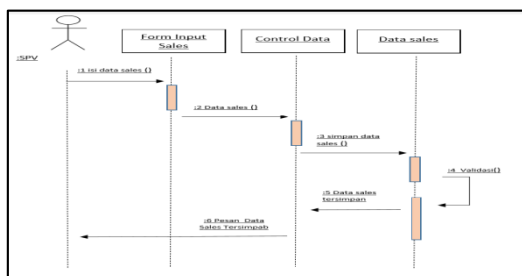 Form Input
Sales
Control Data
Data sales
:SPV
:1 isi data sales ()
:2 Data sales ()
:3 simpan data
sales ()
:4 Validasi()
:5 Data sales
tersimpan
:6 Pesan Data
Sales Tersimpab